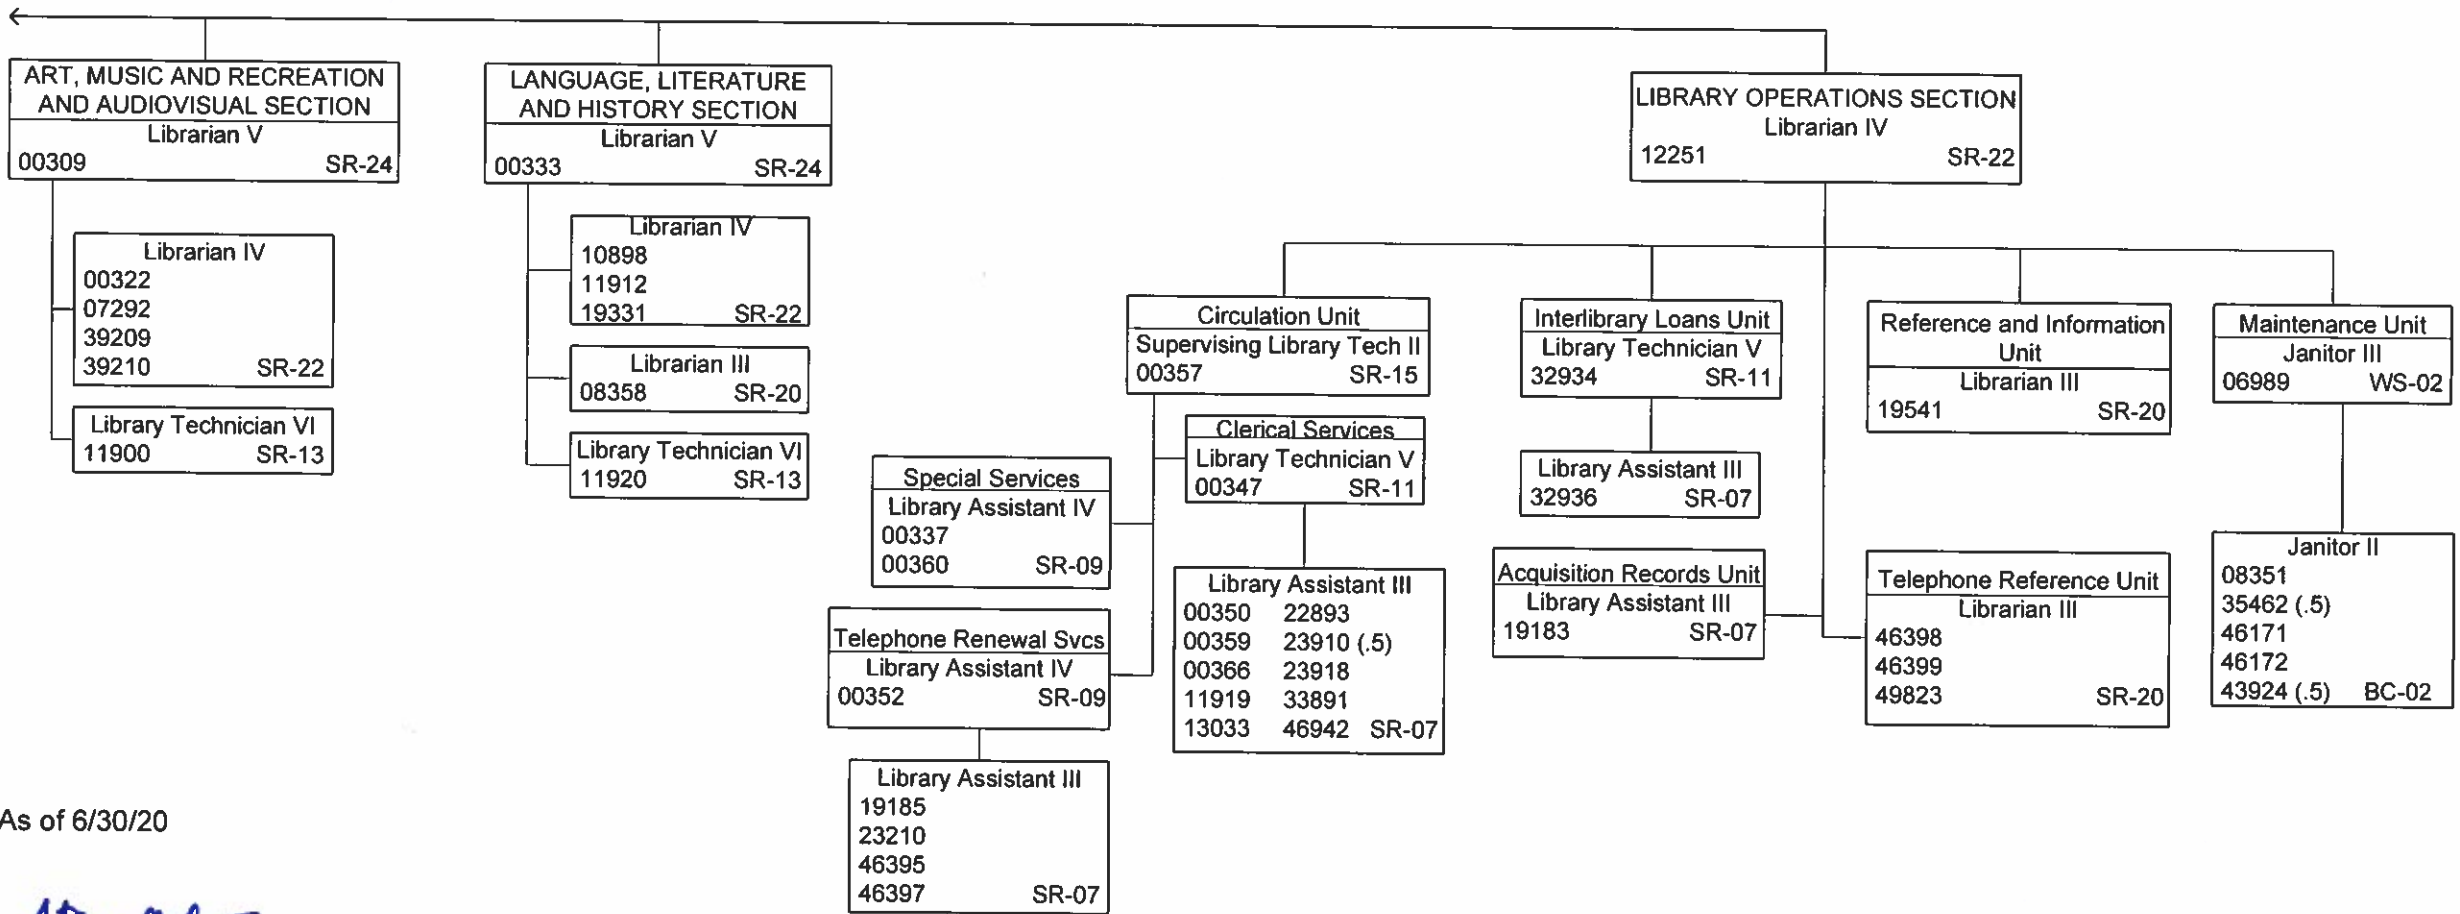 ART, MUSIC AND RECREATION
AND AUDIOVISUAL SECTION
Librarian V
00309 SR-24
Librarian IV
00322
07292
39209
39210 SR-22
Library Technician VI
11900 SR-13
LANGUAGE, LITERATURE
AND HISTORY SECTION
Librarian V
00333 SR-24
Librarian IV
10898
11912
19331 SR-22
Librarian III
08358 SR-20
Library Technician VI
11920 SR-13
LIBRARY OPERATIONS SECTION
Librarian IV
12251 SR-22
Circulation Unit
Supervising Library Tech II
00357 SR-15
Clerical Services
Library Technician V
00347 SR-11
Library Assistant III
00350 22893
00359 23910 (.5)
00366 23918
11919 33891
13033 46942 SR-07
Special Services
Library Assistant IV
00337
00360 SR-09
Telephone Renewal Svcs
Library Assistant IV
00352 SR-09
Library Assistant III
19185
23210
46395
46397 SR-07
Interlibrary Loans Unit
Library Technician V
32934 SR-11
Library Assistant III
32936 SR-07
Acquisition Records Unit
Library Assistant III
19183 SR-07
Reference and Information
Unit
Librarian III
19541 SR-20
Telephone Reference Unit
Librarian III
46398
46399
49823 SR-20
Maintenance Unit
Janitor III
06989 WS-02
Janitor II
08351
35462 (.5)
46171
46172
43924 (.5) BC-02
As of 6/30/20